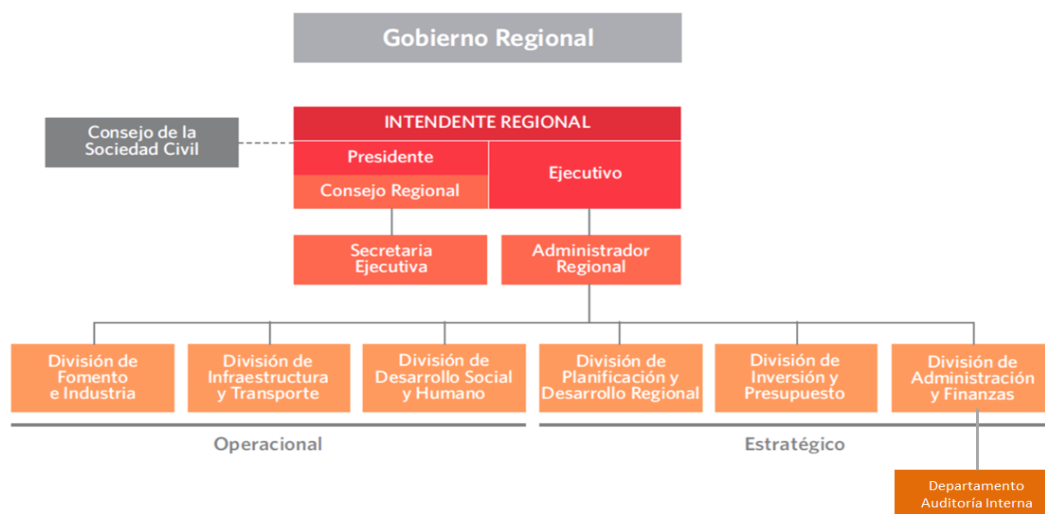 Gobierno Regional
Consejo de la
Sociedad Civil
INTENDENTE REGIONAL
Presidente
Consejo Regional
Ejecutivo
Secretaria
Ejecutiva
Administrador
Regional
División de
Fomento
e Industria
División de
Infraestructura
y Transporte
División de
Desarrollo Social
y Humano
División de
Planificación y
Desarrollo Regional
División de
Inversión y
Presupuesto
División de
Administración
y Finanzas
Operacional
Estratégico
Departamento
Auditoría Interna